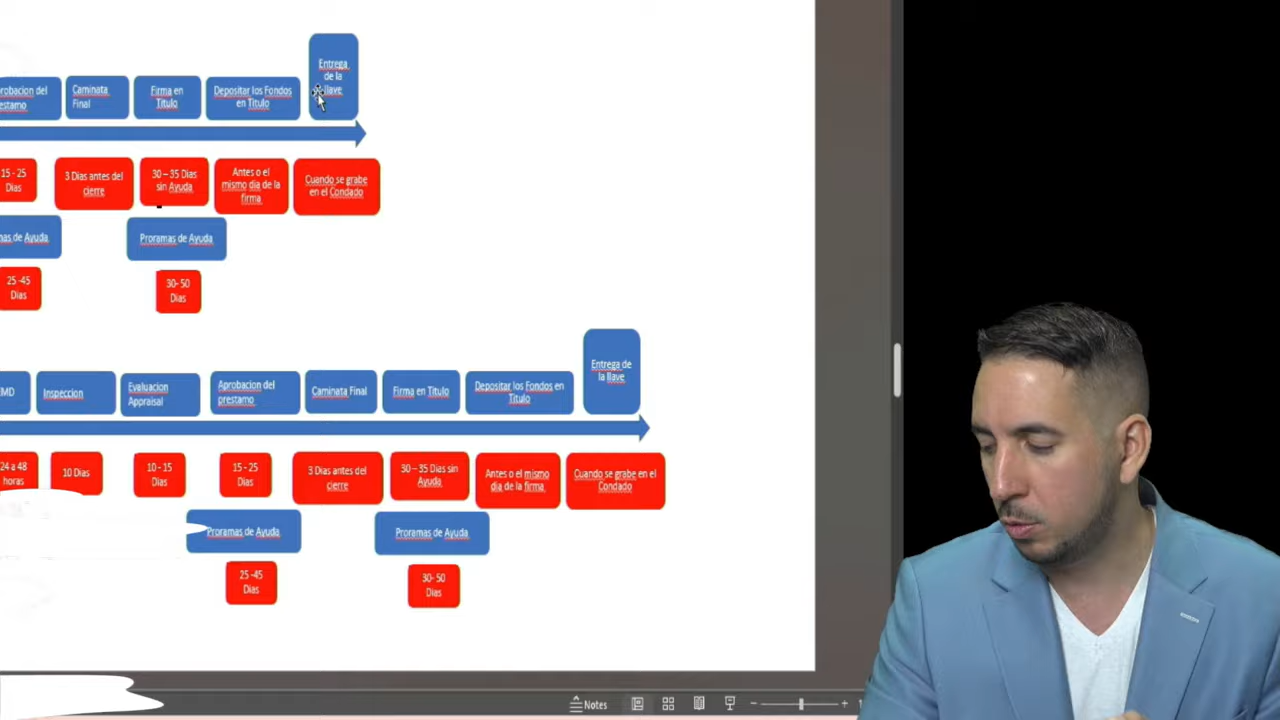 Entrega
de la
llave
Caminata
Final
Firma en
Titulo
Depositar los Fondos
en Titulo
15 - 25
Dias
3 Dias antes del
cierre
30 – 35 Dias
sin Ayuda
Antes o el
mismo dia de la
firma
Cuando se grabe
en el Condado
de Ayuda
Proramas de Ayuda
25 -45
Dias
30- 50
Dias
Entrega de
la llave
Inspeccion
Evaluacion
Appraisal
Aprobacion del
prestamo
Caminata Final
Firma en Titulo
Depositar los Fondos en
Titulo
24 a 48
horas
10 Dias
10 - 15
Dias
15 - 25
Dias
3 Dias antes del
cierre
30 – 35 Dias sin
Ayuda
Antes o el mismo
dia de la firma
Cuando se grabe en el
Condado
Proramas de Ayuda
Proramas de Ayuda
25 -45
Dias
30- 50
Dias
Notes